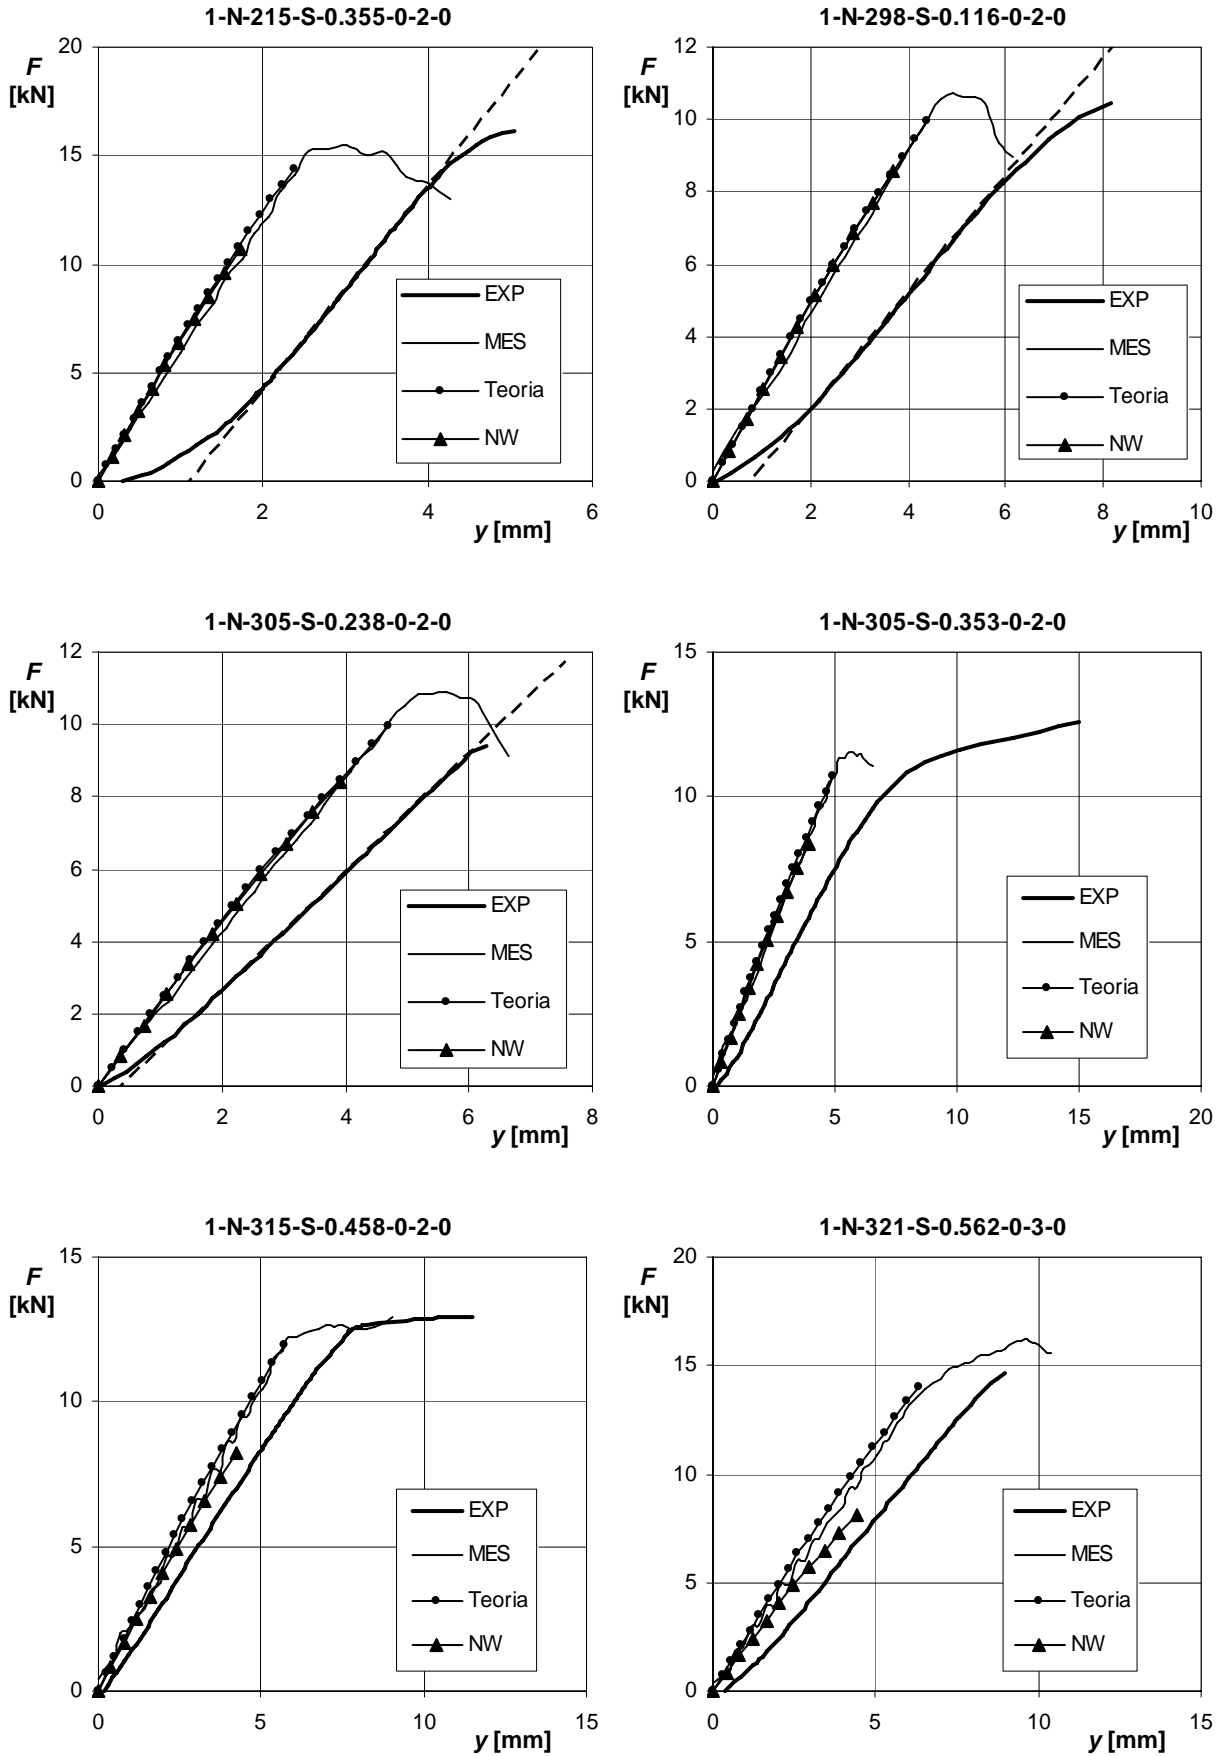 1-N-215-S-0.355-0-2-0
F
[kN]
20
15
10
5
0
0 2 4 6
y [mm]
EXP
MES
Teoria
NW
1-N-298-S-0.116-0-2-0
F
[kN]
12
10
8
6
4
2
0
0 2 4 6 8 10
y [mm]
EXP
MES
Teoria
NW
1-N-305-S-0.238-0-2-0
F
[kN]
12
10
8
6
4
2
0
0 2 4 6 8
y [mm]
EXP
MES
Teoria
NW
1-N-305-S-0.353-0-2-0
F
[kN]
15
10
5
0
0 5 10 15 20
y [mm]
EXP
MES
Teoria
NW
1-N-315-S-0.458-0-2-0
F
[kN]
15
10
5
0
0 5 10 15
y [mm]
EXP
MES
Teoria
NW
1-N-321-S-0.562-0-3-0
F
[kN]
20
15
10
5
0
0 5 10 15
y [mm]
EXP
MES
Teoria
NW